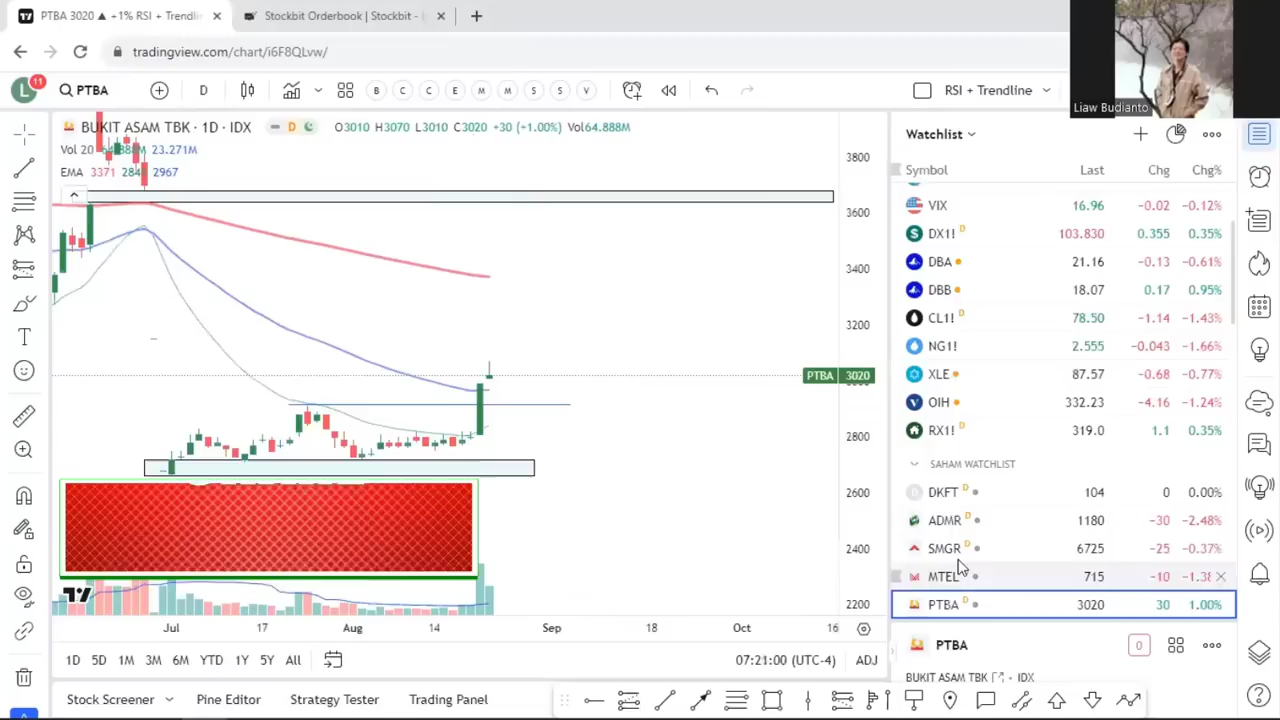 PTBA 3020 ▲ +1% RSI + Trendlin
Stockbit Orderbook | Stockbit -
tradingview.com/chart/i6F8QLvw/
Liaw Budianto
L 11 PTBA D B C C E M M S S V RSI + Trendline
BUKIT ASAM TBK · 1D · IDX D O3010 H3070 L3010 C3020 +30 (+1.00%) Vol64.888M
Vol 20 64.888M 23.271M
EMA 3371 284 2967
3800
3600
3400
3200
PTBA 3020
2800
2600
2400
2200
Jul 17 Aug 14 Sep 18 Oct 16
1D 5D 1M 3M 6M YTD 1Y 5Y All 07:21:00 (UTC-4) ADJ
Stock Screener Pine Editor Strategy Tester Trading Panel
Watchlist
Symbol Last Chg Chg%
VIX 16.96 −0.02 −0.12%
DX1! D 103.830 0.355 0.35%
DBA 21.16 −0.13 −0.61%
DBB 18.07 0.17 0.95%
CL1! D 78.50 −1.14 −1.43%
NG1! 2.555 −0.043 −1.66%
XLE 87.57 −0.68 −0.77%
OIH 332.23 −4.16 −1.24%
RX1! D 319.0 1.1 0.35%
SAHAM WATCHLIST
DKFT D 104 0 0.00%
ADMR D 1180 −30 −2.48%
SMGR D 6725 −25 −0.37%
MTEL 715 −10 −1.38
PTBA D 3020 30 1.00%
PTBA 0
BUKIT ASAM TBK · IDX